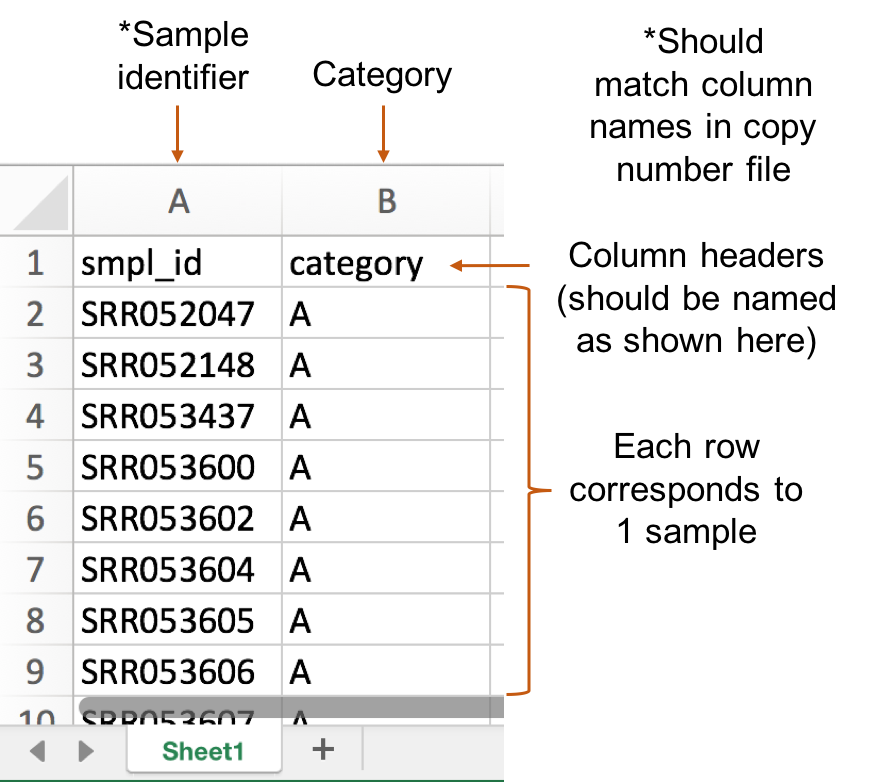 *Sample
identifier
Category
*Should
match column
names in copy
number file
A
B
1 smpl_id category
Column headers
(should be named
as shown here)
2 SRR052047 A
3 SRR052148 A
4 SRR053437 A
5 SRR053600 A
6 SRR053602 A
7 SRR053604 A
8 SRR053605 A
9 SRR053606 A
10 SRR053607 A
Each row
corresponds to
1 sample
Sheet1 +